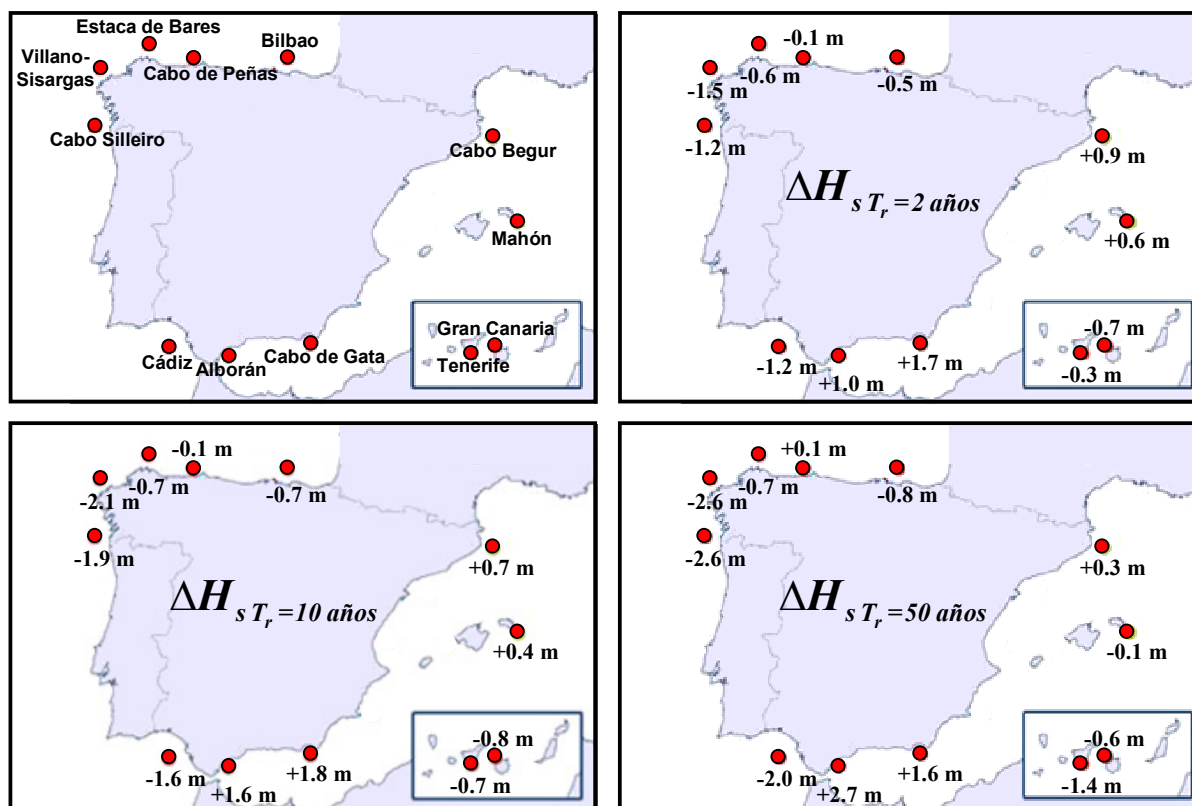 Estaca de Bares
Villano-
Sisargas
Cabo de Peñas
Bilbao
Cabo Silleiro
Cabo Begur
Mahón
Cádiz
Alborán
Cabo de Gata
Gran Canaria
Tenerife
-0.1 m
-0.6 m
-0.5 m
-1.5 m
-1.2 m
+0.9 m
ΔH s Tr =2 años
+0.6 m
-0.7 m
-0.3 m
-1.2 m
+1.0 m
+1.7 m
-0.1 m
-0.7 m
-0.7 m
-2.1 m
-1.9 m
+0.7 m
ΔH s Tr =10 años
+0.4 m
-0.8 m
-0.7 m
-1.6 m
+1.6 m
+1.8 m
+0.1 m
-0.7 m
-0.8 m
-2.6 m
-2.6 m
+0.3 m
ΔH s Tr =50 años
-0.1 m
-0.6 m
-1.4 m
-2.0 m
+2.7 m
+1.6 m